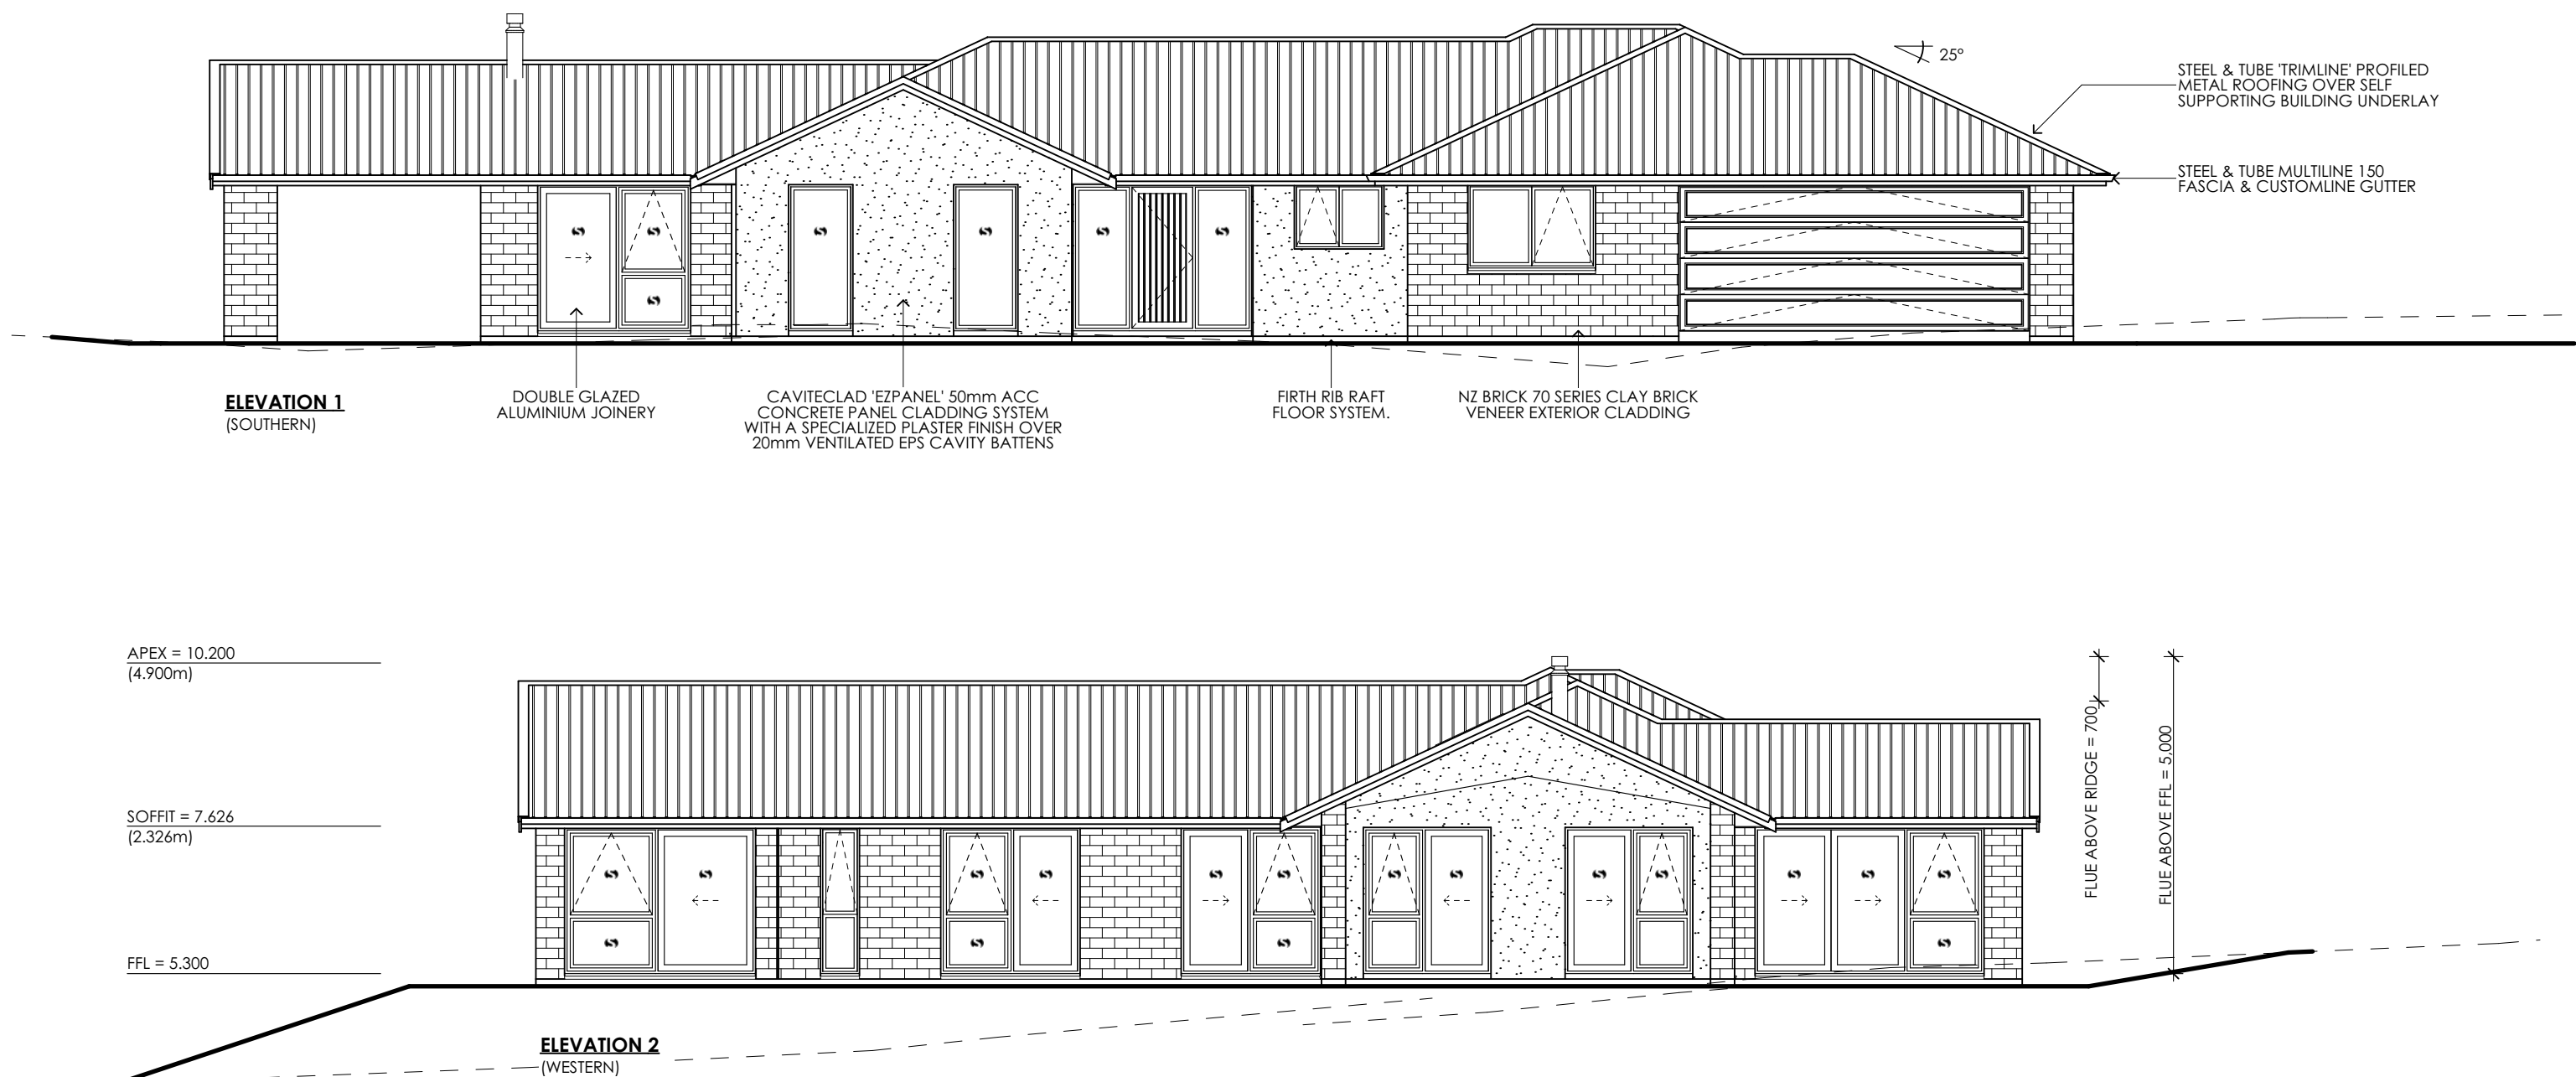 25°
STEEL & TUBE 'TRIMLINE' PROFILED
METAL ROOFING OVER SELF
SUPPORTING BUILDING UNDERLAY
STEEL & TUBE MULTILINE 150
FASCIA & CUSTOMLINE GUTTER
ELEVATION 1
(SOUTHERN)
DOUBLE GLAZED
ALUMINIUM JOINERY
CAVITECLAD 'EZPANEL' 50mm ACC
CONCRETE PANEL CLADDING SYSTEM
WITH A SPECIALIZED PLASTER FINISH OVER
20mm VENTILATED EPS CAVITY BATTENS
FIRTH RIB RAFT
FLOOR SYSTEM.
NZ BRICK 70 SERIES CLAY BRICK
VENEER EXTERIOR CLADDING
APEX = 10.200
(4.900m)
SOFFIT = 7.626
(2.326m)
FFL = 5.300
FLUE ABOVE RIDGE = 700
FLUE ABOVE FFL = 5,000
ELEVATION 2
(WESTERN)